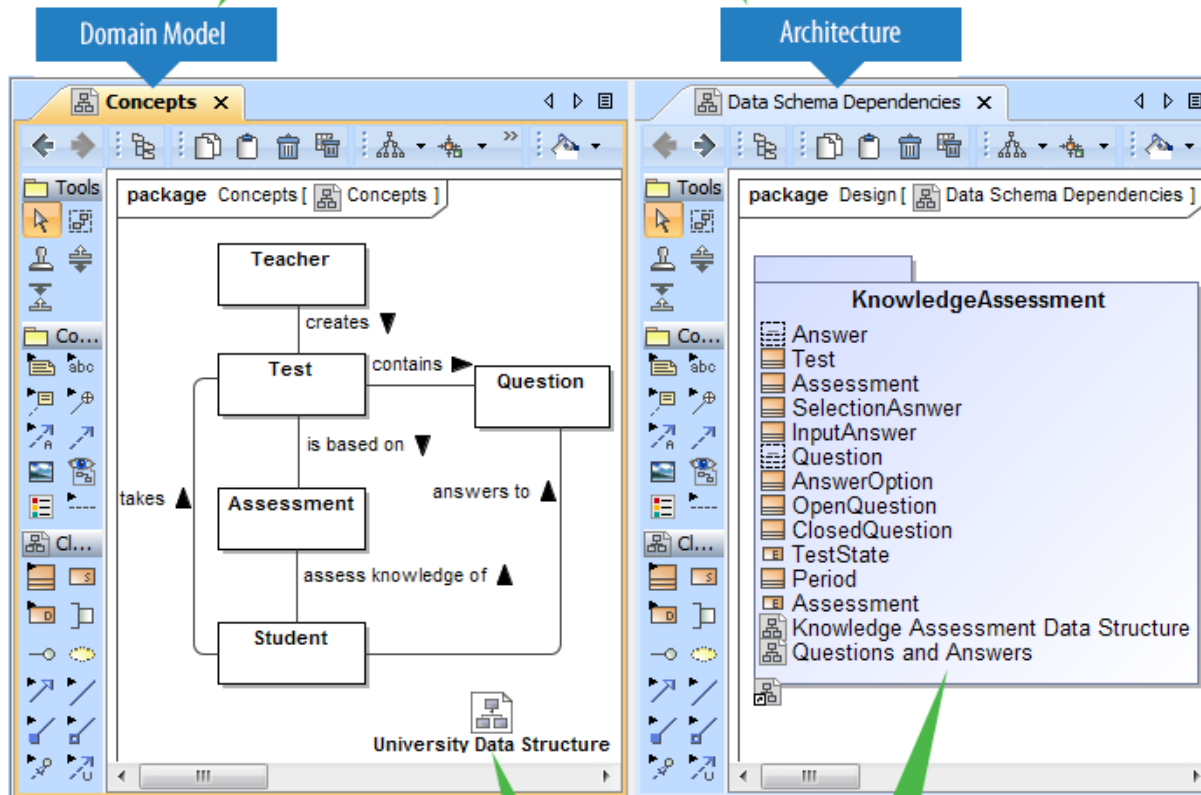 Domain Model
Architecture
Concepts
Data Schema Dependencies
Tools
package Concepts [ Concepts ]
Teacher
creates
Test
contains
Question
is based on
takes
answers to
Assessment
assess knowledge of
Student
University Data Structure
Co...
abc
Cl...
Tools
package Design [ Data Schema Dependencies ]
KnowledgeAssessment
Answer
Test
Assessment
SelectionAsnwer
InputAnswer
Question
AnswerOption
OpenQuestion
ClosedQuestion
TestState
Period
Assessment
Knowledge Assessment Data Structure
Questions and Answers
Co...
abc
Cl...